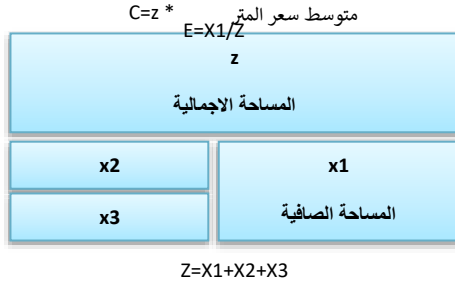 C=z * متوسط سعر المتر
E=X1/Z
z
المساحة الاجمالية
x2
x1
x3
المساحة الصافية
Z=X1+X2+X3